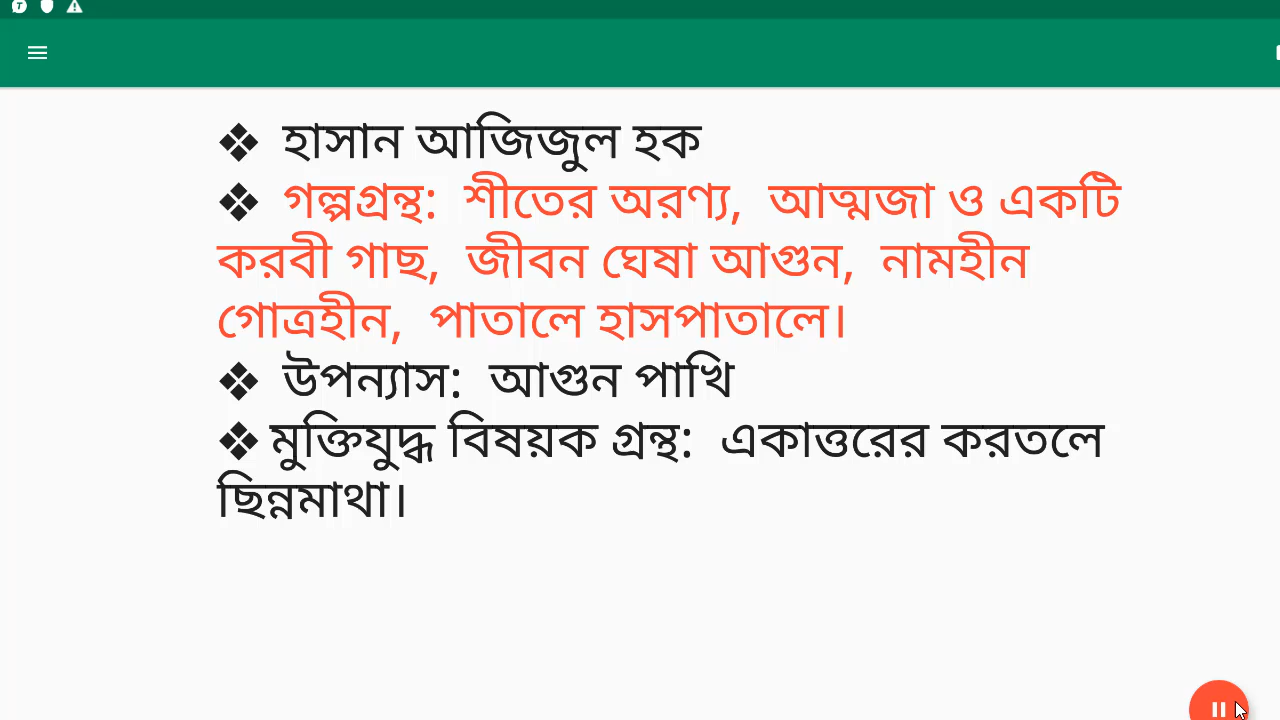 ❖ হাসান আজিজুল হক
❖ গল্পগ্রন্থ: শীতের অরণ্য, আত্মজা ও একটি
করবী গাছ, জীবন ঘেষা আগুন, নামহীন
গোত্রহীন, পাতালে হাসপাতালে।
❖ উপন্যাস: আগুন পাখি
❖ মুক্তিযুদ্ধ বিষয়ক গ্রন্থ: একাত্তরের করতলে
ছিন্নমাথা।